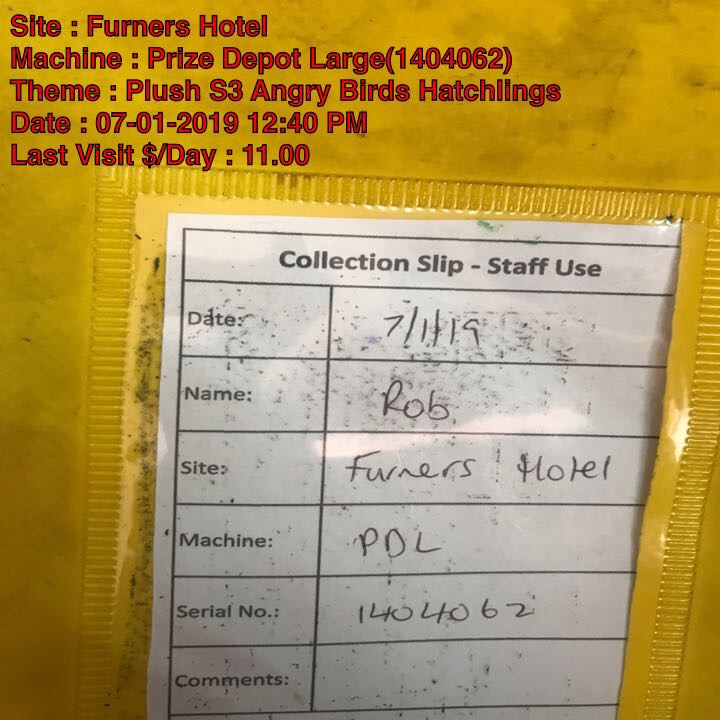 Site : Furners Hotel
Machine : Prize Depot Large(1404062)
Theme : Plush S3 Angry Birds Hatchlings
Date : 07-01-2019 12:40 PM
Last Visit $/Day : 11.00
Collection Slip - Staff Use
Date: 7/1/19
Name: Rob
Site: Furners Hotel
Machine: PDL
Serial No.: 1404062
Comments: